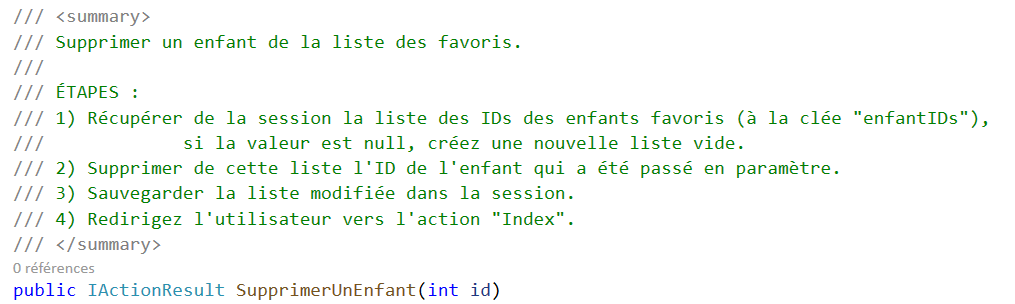 /// <summary>
/// Supprimer un enfant de la liste des favoris.
///
/// ÉTAPES :
/// 1) Récupérer de la session la liste des IDs des enfants favoris (à la clée "enfantIDs"),
///             si la valeur est null, créez une nouvelle liste vide.
/// 2) Supprimer de cette liste l'ID de l'enfant qui a été passé en paramètre.
/// 3) Sauvegarder la liste modifiée dans la session.
/// 4) Redirigez l'utilisateur vers l'action "Index".
/// </summary>
0 références
public IActionResult SupprimerUnEnfant(int id)